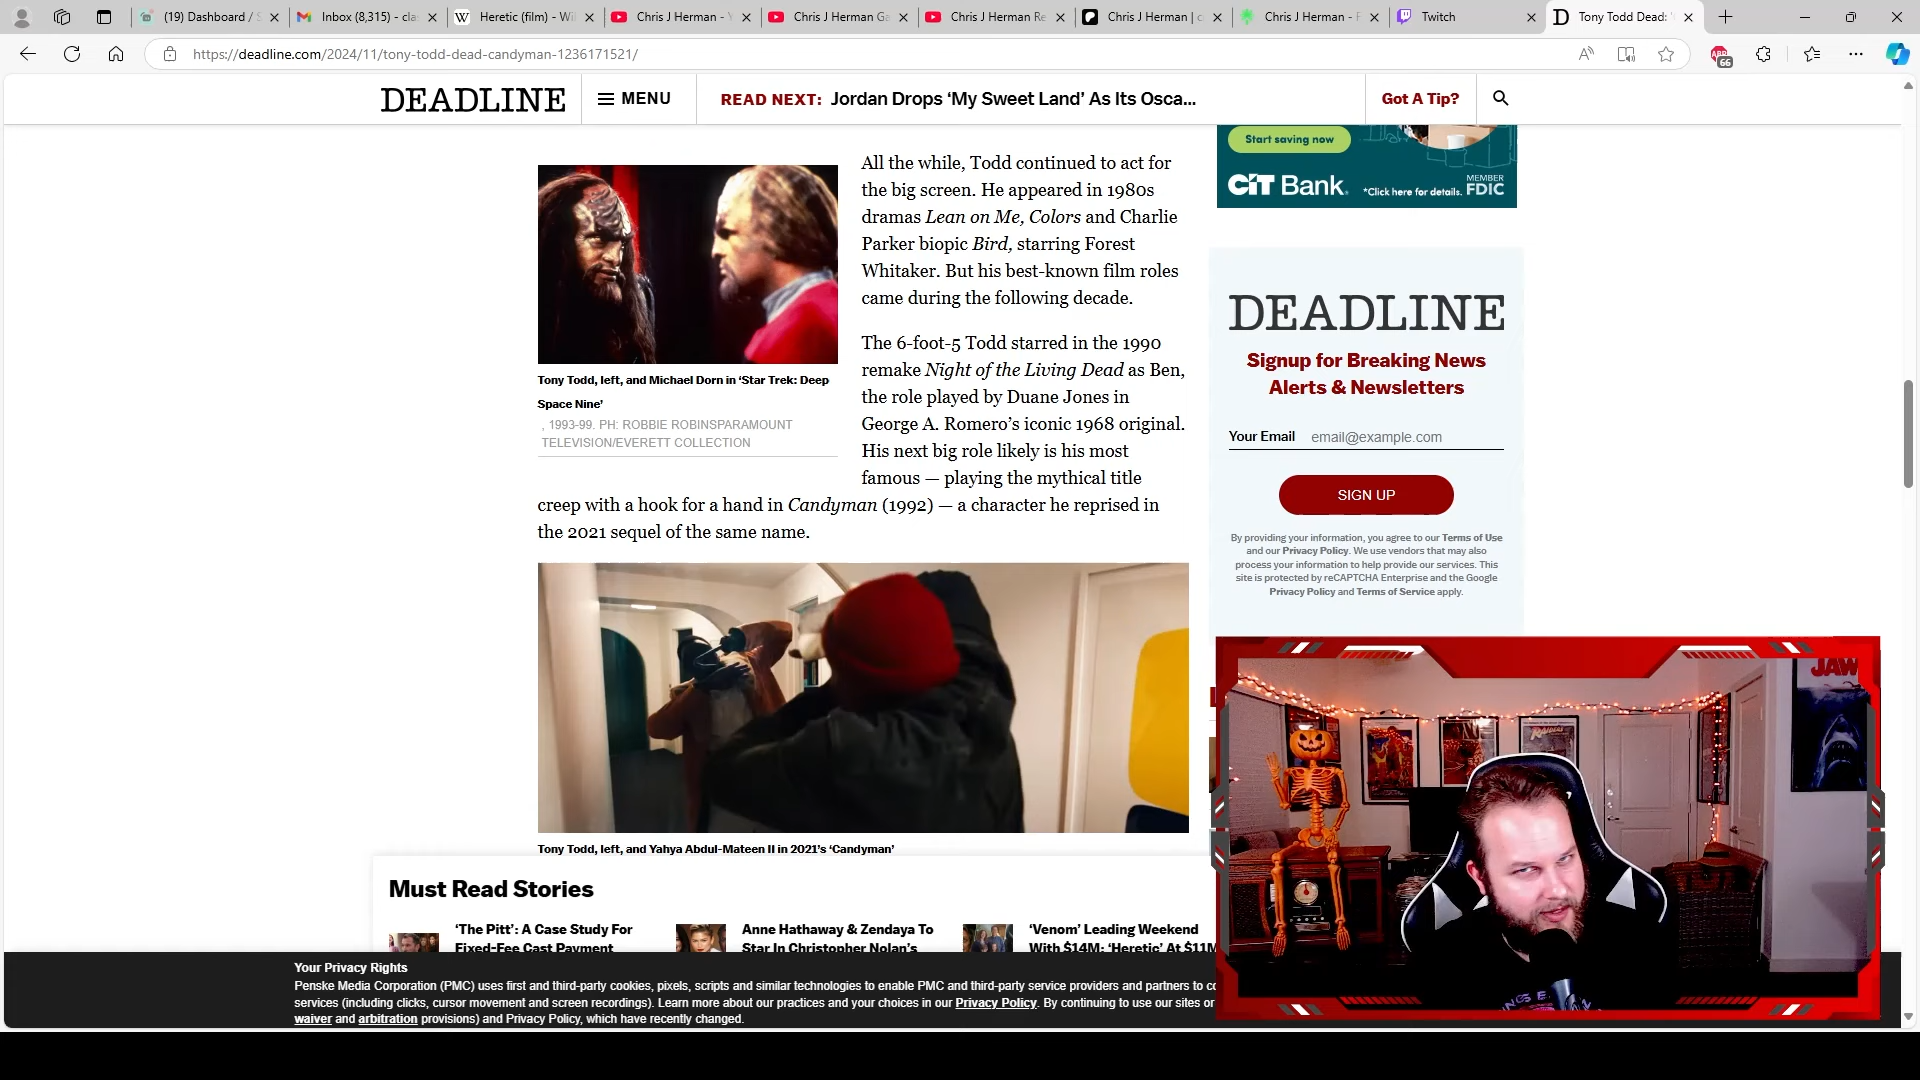 (19) Dashboard / S
Inbox (8,315) - cla
Heretic (film) - Wi
Chris J Herman - Y
Chris J Herman Ga
Chris J Herman Re
Chris J Herman | c
Chris J Herman - F
Twitch
Tony Todd Dead: '
https://deadline.com/2024/11/tony-todd-dead-candyman-1236171521/
ABP
66
DEADLINE
MENU
READ NEXT: Jordan Drops ‘My Sweet Land’ As Its Osca...
Got A Tip?
All the while, Todd continued to act for
the big screen. He appeared in 1980s
dramas Lean on Me, Colors and Charlie
Parker biopic Bird, starring Forest
Whitaker. But his best-known film roles
came during the following decade.
The 6-foot-5 Todd starred in the 1990
remake Night of the Living Dead as Ben,
the role played by Duane Jones in
George A. Romero’s iconic 1968 original.
His next big role likely is his most
famous — playing the mythical title
creep with a hook for a hand in Candyman (1992) — a character he reprised in
the 2021 sequel of the same name.
Tony Todd, left, and Michael Dorn in ‘Star Trek: Deep
Space Nine’
, 1993-99. PH: ROBBIE ROBINSPARAMOUNT
TELEVISION/EVERETT COLLECTION
Tony Todd, left, and Yahya Abdul-Mateen II in 2021’s ‘Candyman’
Start saving now
CIT Bank
*Click here for details.
MEMBER
FDIC
DEADLINE
Signup for Breaking News
Alerts & Newsletters
Your Email email@example.com
SIGN UP
By providing your information, you agree to our Terms of Use
and our Privacy Policy. We use vendors that may also
process your information to help provide our services. This
site is protected by reCAPTCHA Enterprise and the Google
Privacy Policy and Terms of Service apply.
JAW
RAIDERS
Must Read Stories
‘The Pitt’: A Case Study For
Fixed-Fee Cast Payment
Anne Hathaway & Zendaya To
Star In Christopher Nolan’s
‘Venom’ Leading Weekend
With $14M; ‘Heretic’ At $11M
Your Privacy Rights
Penske Media Corporation (PMC) uses first and third-party cookies, pixels, scripts and similar technologies to enable PMC and third-party service providers and partners to co
services (including clicks, cursor movement and screen recordings). Learn more about our practices and your choices in our Privacy Policy. By continuing to use our sites or
waiver and arbitration provisions) and Privacy Policy, which have recently changed.